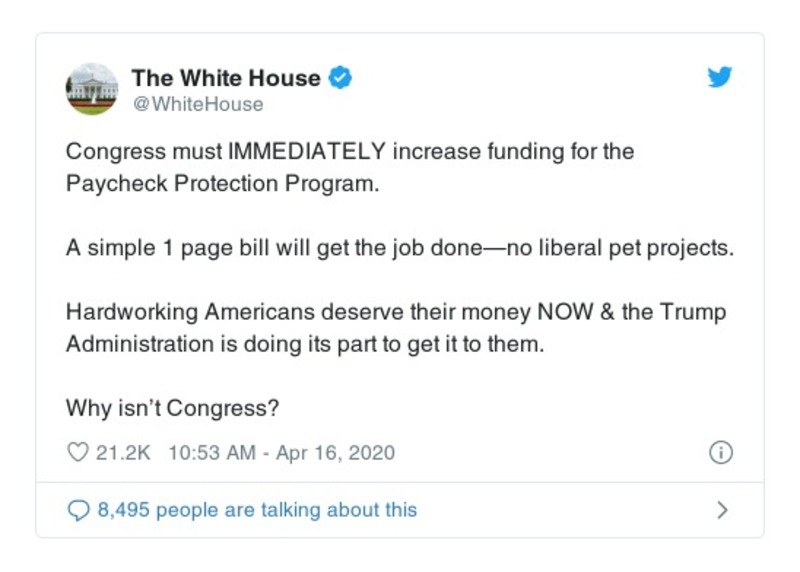 The White House
@WhiteHouse
Congress must IMMEDIATELY increase funding for the
Paycheck Protection Program.
A simple 1 page bill will get the job done—no liberal pet projects.
Hardworking Americans deserve their money NOW & the Trump
Administration is doing its part to get it to them.
Why isn’t Congress?
21.2K 10:53 AM - Apr 16, 2020
8,495 people are talking about this